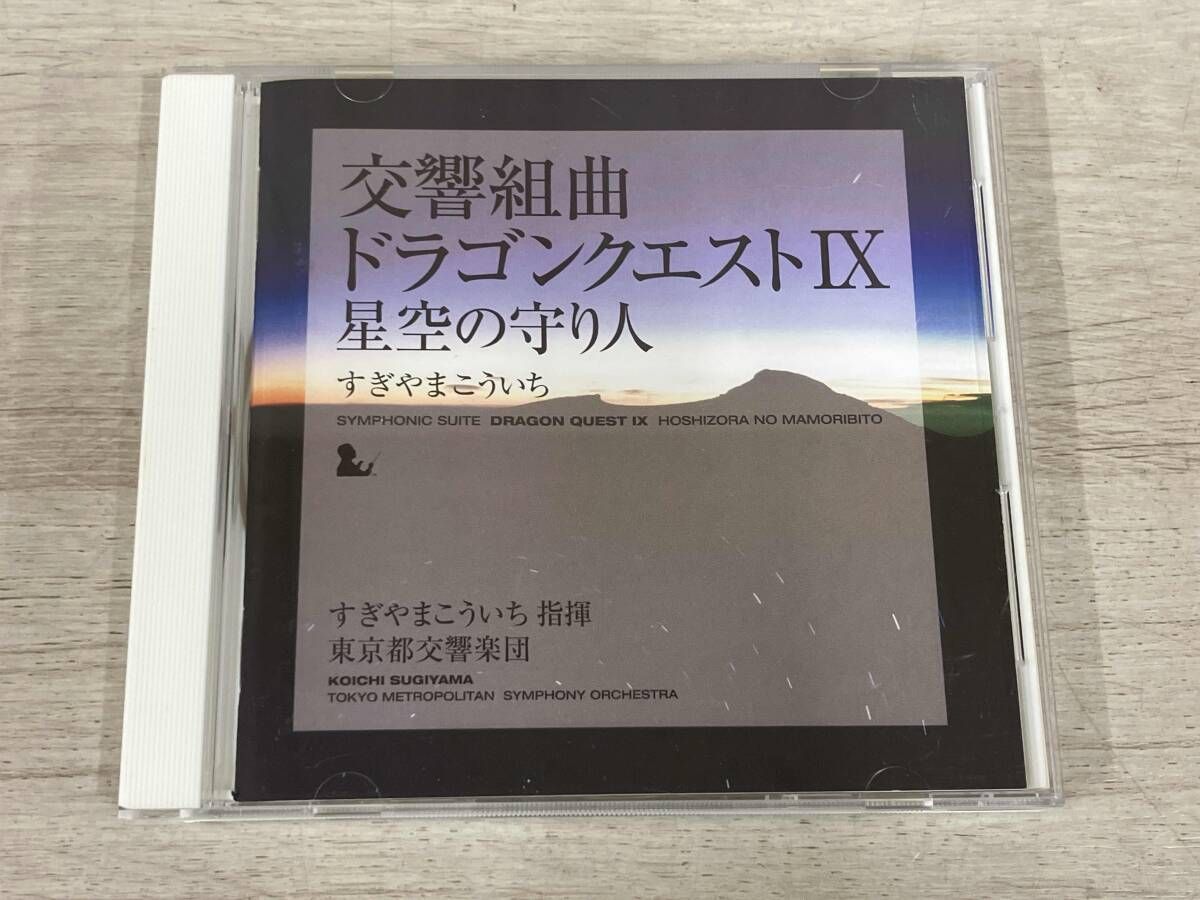 交響組曲
ドラゴンクエストIX
星空の守り人
すぎやまこういち
SYMPHONIC SUITE DRAGON QUEST IX HOSHIZORA NO MAMORIBITO
すぎやまこういち 指揮
東京都交響楽団
KOICHI SUGIYAMA
TOKYO METROPOLITAN SYMPHONY ORCHESTRA